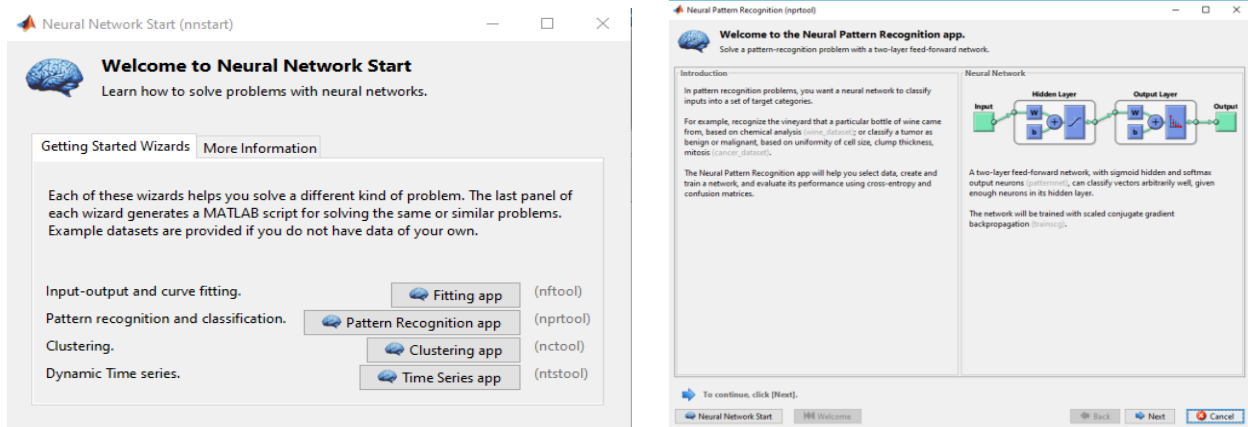 Neural Network Start (nnstart)
Welcome to Neural Network Start
Learn how to solve problems with neural networks.
Getting Started Wizards
More Information
Each of these wizards helps you solve a different kind of problem. The last panel of
each wizard generates a MATLAB script for solving the same or similar problems.
Example datasets are provided if you do not have data of your own.
Input-output and curve fitting.
Fitting app
(nftool)
Pattern recognition and classification.
Pattern Recognition app
(nprtool)
Clustering.
Clustering app
(nctool)
Dynamic Time series.
Time Series app
(ntstool)
Neural Pattern Recognition (nprtool)
Welcome to the Neural Pattern Recognition app.
Solve a pattern-recognition problem with a two-layer feed-forward network.
Introduction
In pattern recognition problems, you want a neural network to classify
inputs into a set of target categories.
For example, recognize the vineyard that a particular bottle of wine came
from, based on chemical analysis (wine_dataset); or classify a tumor as
benign or malignant, based on uniformity of cell size, clump thickness,
mitosis (cancer_dataset).
The Neural Pattern Recognition app will help you select data, create and
train a network, and evaluate its performance using cross-entropy and
confusion matrices.
Neural Network
Hidden Layer
Output Layer
Input
Output
W
b
W
b
A two-layer feed-forward network, with sigmoid hidden and softmax
output neurons (patternnet), can classify vectors arbitrarily well, given
enough neurons in its hidden layer.
The network will be trained with scaled conjugate gradient
backpropagation (trainscg).
To continue, click [Next].
Neural Network Start
Welcome
Back
Next
Cancel